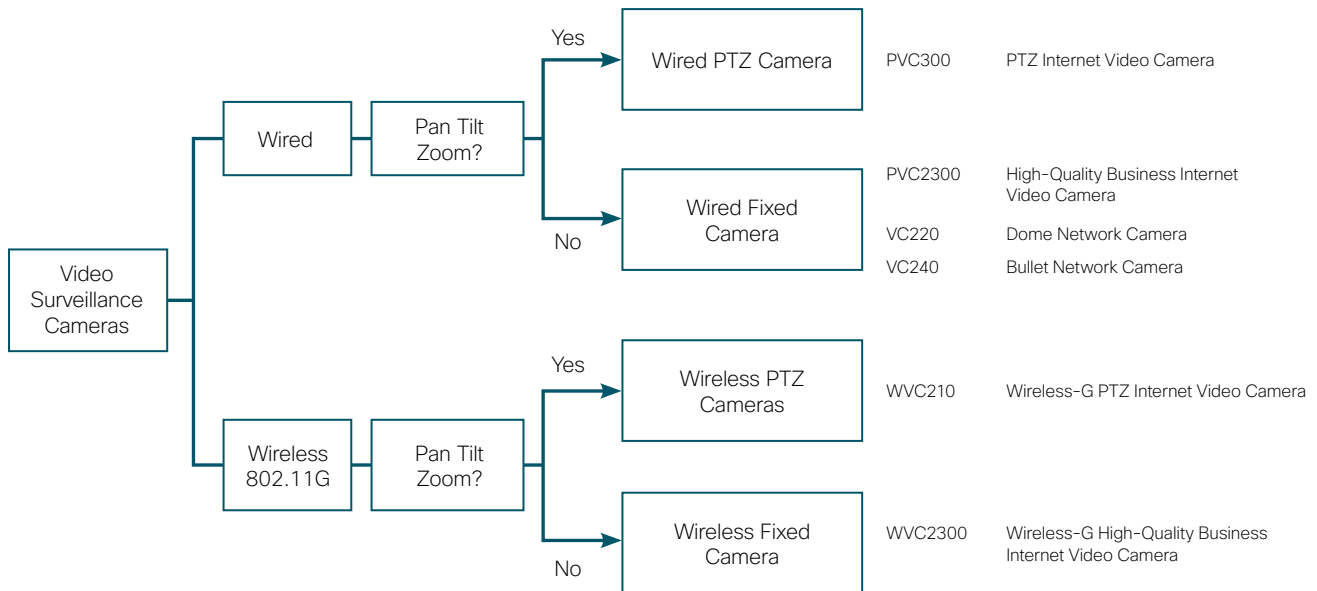 Yes
Wired PTZ Camera
PVC300
PTZ Internet Video Camera
Wired
Pan Tilt
Zoom?
PVC2300
High-Quality Business Internet
Video Camera
Wired Fixed
Camera
No
VC220
Dome Network Camera
VC240
Bullet Network Camera
Video
Surveillance
Cameras
Yes
Wireless PTZ
Cameras
WVC210
Wireless-G PTZ Internet Video Camera
Wireless
802.11G
Pan Tilt
Zoom?
Wireless Fixed
Camera
No
WVC2300
Wireless-G High-Quality Business
Internet Video Camera